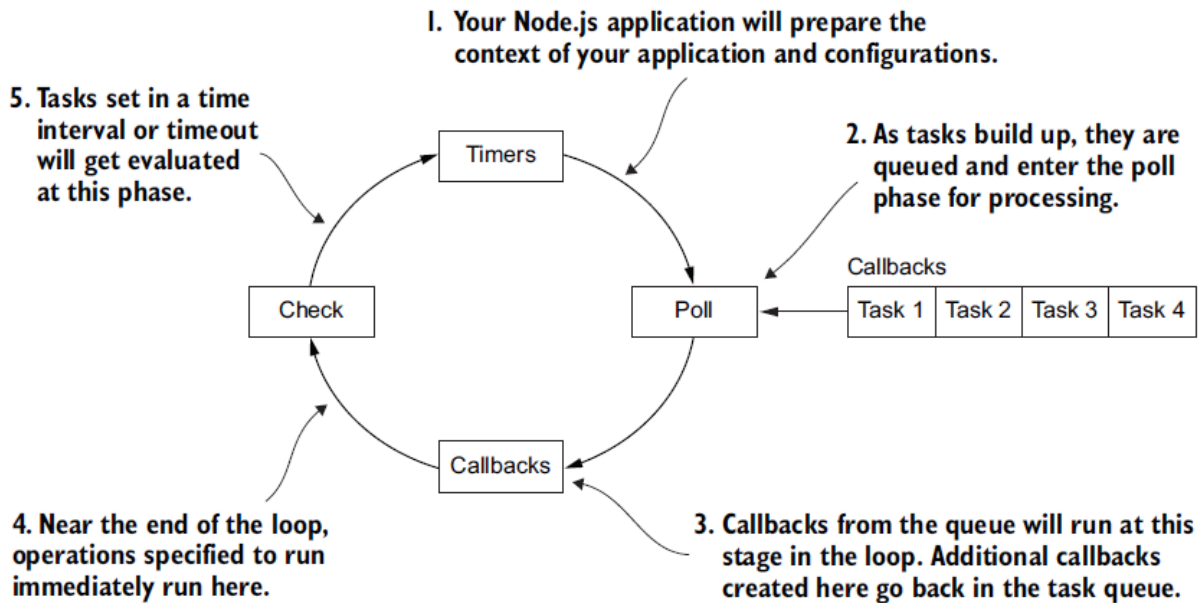 1. Your Node.js application will prepare the
context of your application and configurations.
5. Tasks set in a time
interval or timeout
will get evaluated
at this phase.
Timers
2. As tasks build up, they are
queued and enter the poll
phase for processing.
Callbacks
Check
Poll
Task 1 Task 2 Task 3 Task 4
Callbacks
4. Near the end of the loop,
operations specified to run
immediately run here.
3. Callbacks from the queue will run at this
stage in the loop. Additional callbacks
created here go back in the task queue.